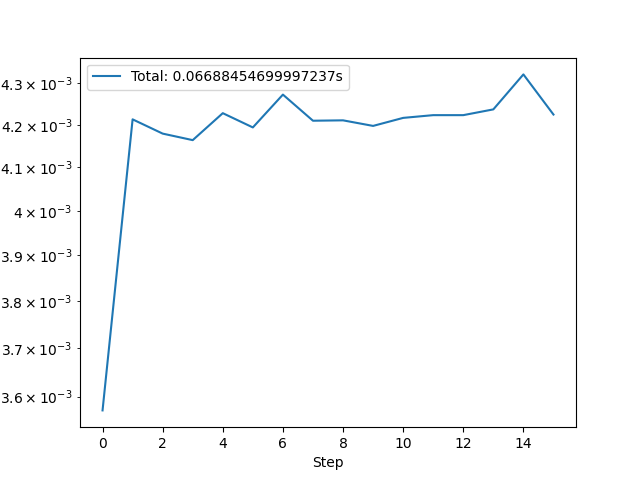 Total: 0.06688454699997237s
4.3 × 10⁻³
4.2 × 10⁻³
4.1 × 10⁻³
4 × 10⁻³
3.9 × 10⁻³
3.8 × 10⁻³
3.7 × 10⁻³
3.6 × 10⁻³
0 2 4 6 8 10 12 14
Step